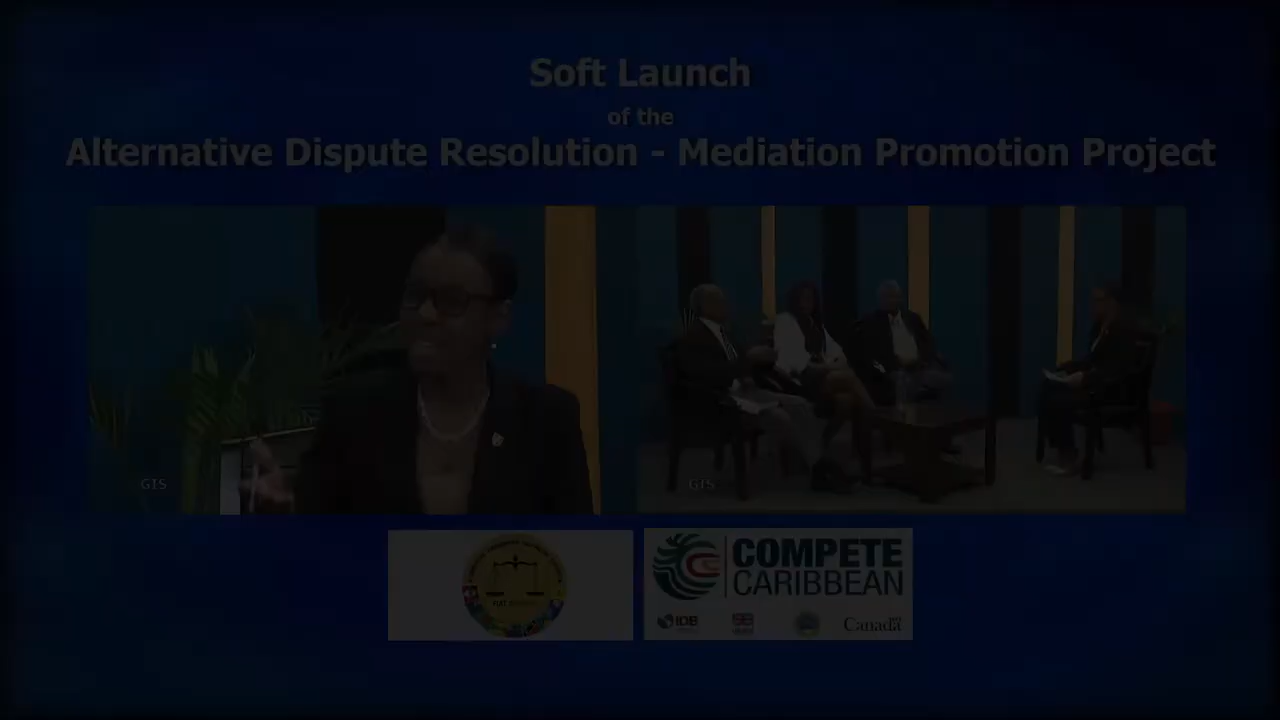 Soft Launch
of the
Alternative Dispute Resolution - Mediation Promotion Project
GIS
GIS
COMPETE
CARIBBEAN
IDB
Canada